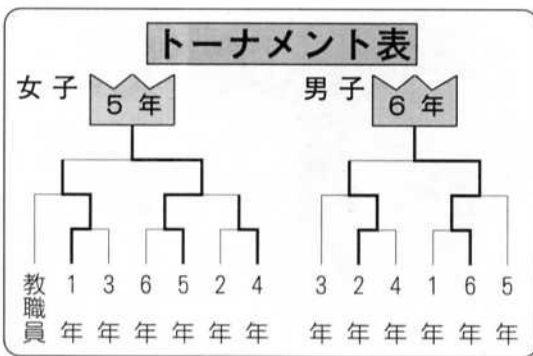 トーナメント表
女子
5年
男子
6年
教職員 1年 3年 6年 5年 2年 4年
3年 2年 4年 1年 6年 5年